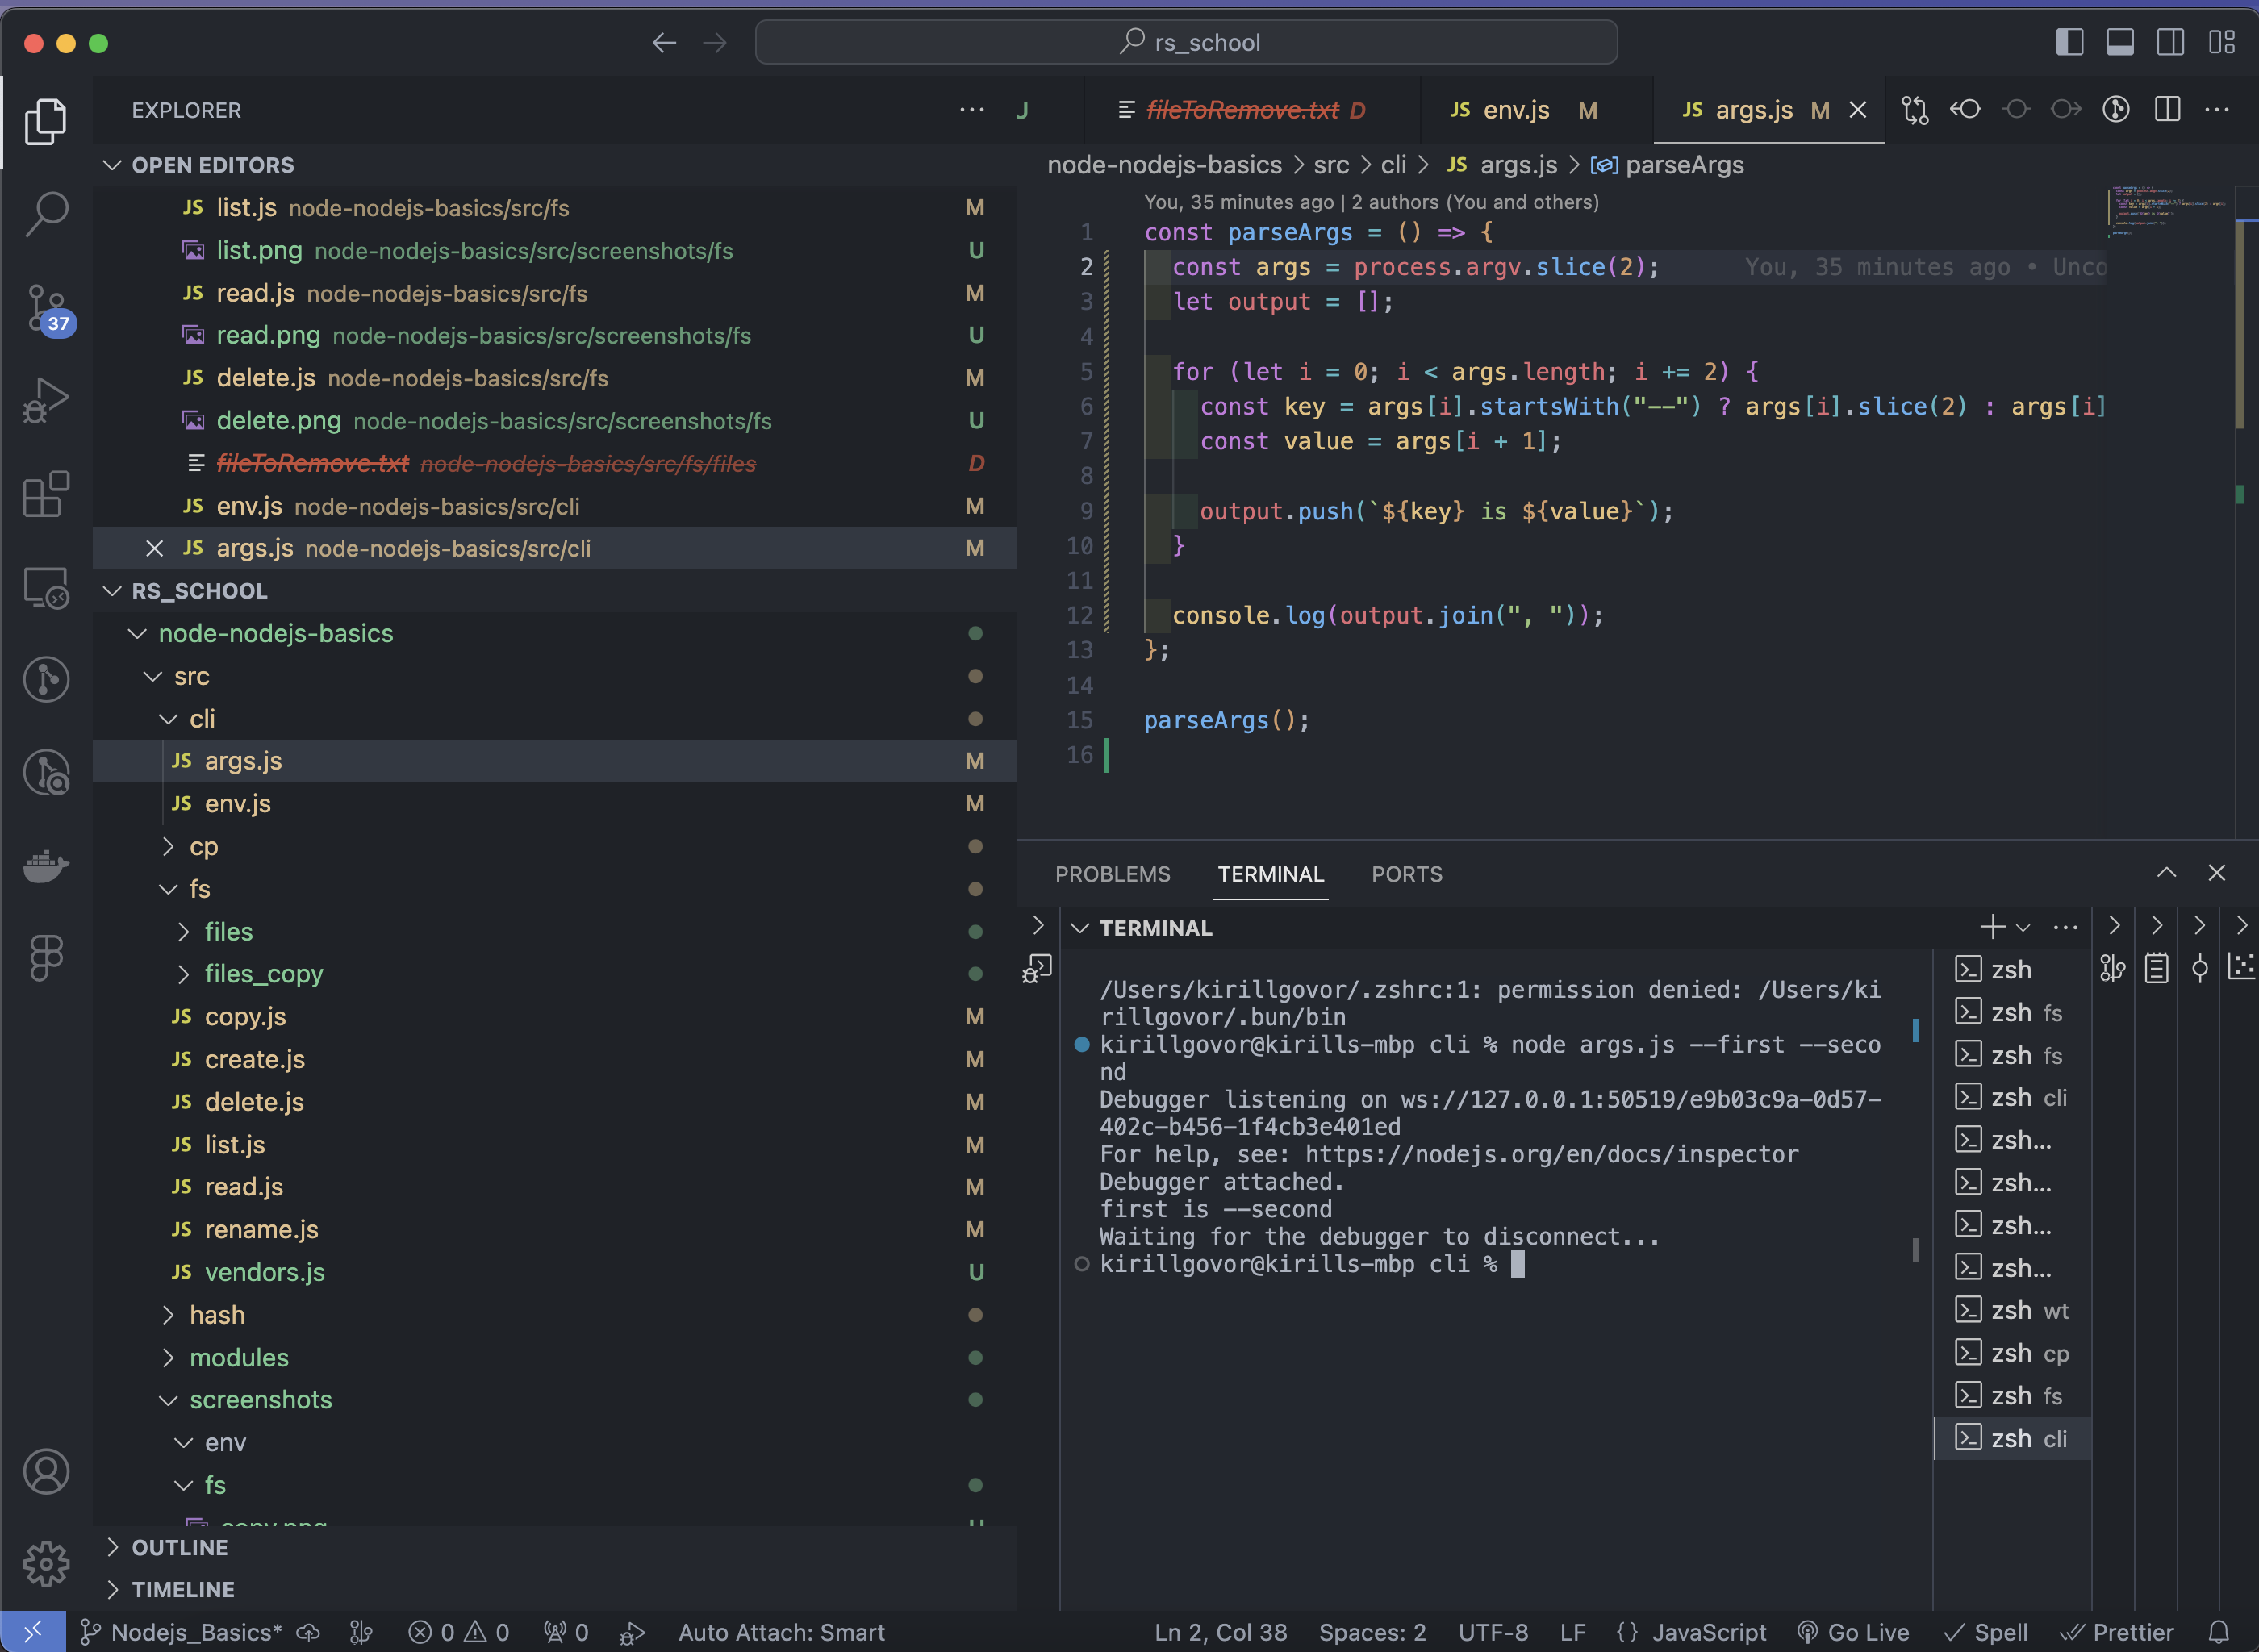 rs_school
EXPLORER
U
fileToRemove.txt D
JS env.js M
JS args.js M
OPEN EDITORS
JS list.js node-nodejs-basics/src/fs M
list.png node-nodejs-basics/src/screenshots/fs U
JS read.js node-nodejs-basics/src/fs M
read.png node-nodejs-basics/src/screenshots/fs U
JS delete.js node-nodejs-basics/src/fs M
delete.png node-nodejs-basics/src/screenshots/fs U
fileToRemove.txt node-nodejs-basics/src/fs/files D
JS env.js node-nodejs-basics/src/cli M
JS args.js node-nodejs-basics/src/cli M
37
RS_SCHOOL
node-nodejs-basics
src
cli
JS args.js M
JS env.js M
cp
fs
files
files_copy
JS copy.js M
JS create.js M
JS delete.js M
JS list.js M
JS read.js M
JS rename.js M
JS vendors.js U
hash
modules
screenshots
env
fs
copy.png U
OUTLINE
TIMELINE
node-nodejs-basics > src > cli > JS args.js > parseArgs
You, 35 minutes ago | 2 authors (You and others)
1 const parseArgs = () => {
2 const args = process.argv.slice(2); You, 35 minutes ago • Unco
3 let output = [];
4
5 for (let i = 0; i < args.length; i += 2) {
6 const key = args[i].startsWith("--") ? args[i].slice(2) : args[i]
7 const value = args[i + 1];
8
9 output.push(`${key} is ${value}`);
10 }
11
12 console.log(output.join(", "));
13 };
14
15 parseArgs();
16
PROBLEMS TERMINAL PORTS
TERMINAL
/Users/kirillgovor/.zshrc:1: permission denied: /Users/ki
rillgovor/.bun/bin
kirillgovor@kirills-mbp cli % node args.js --first --seco
nd
Debugger listening on ws://127.0.0.1:50519/e9b03c9a-0d57-
402c-b456-1f4cb3e401ed
For help, see: https://nodejs.org/en/docs/inspector
Debugger attached.
first is --second
Waiting for the debugger to disconnect...
kirillgovor@kirills-mbp cli %
zsh
zsh fs
zsh fs
zsh cli
zsh...
zsh...
zsh...
zsh...
zsh wt
zsh cp
zsh fs
zsh cli
Nodejs_Basics* 0 0 0 Auto Attach: Smart Ln 2, Col 38 Spaces: 2 UTF-8 LF {} JavaScript Go Live Spell Prettier